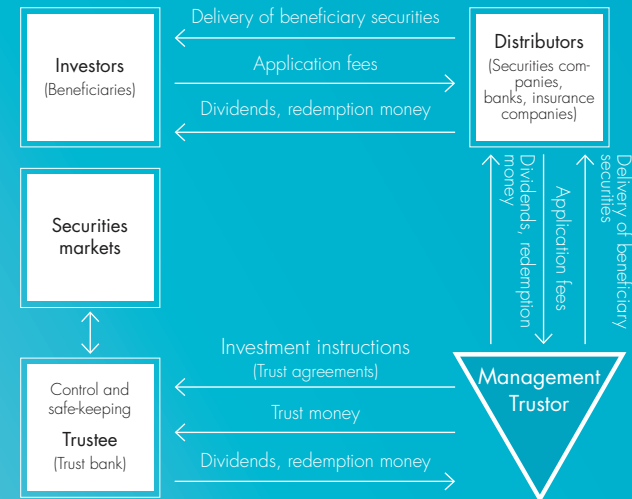 Delivery of beneficiary securities
Investors
(Beneficiaries)
Application fees
Dividends, redemption money
Distributors
(Securities com-
panies,
banks, insurance
companies)
Dividends, redemption
money
Application fees
Delivery of beneficiary
securities
Securities
markets
Control and
safe-keeping
Trustee
(Trust bank)
Investment instructions
(Trust agreements)
Trust money
Dividends, redemption money
Management
Trustor